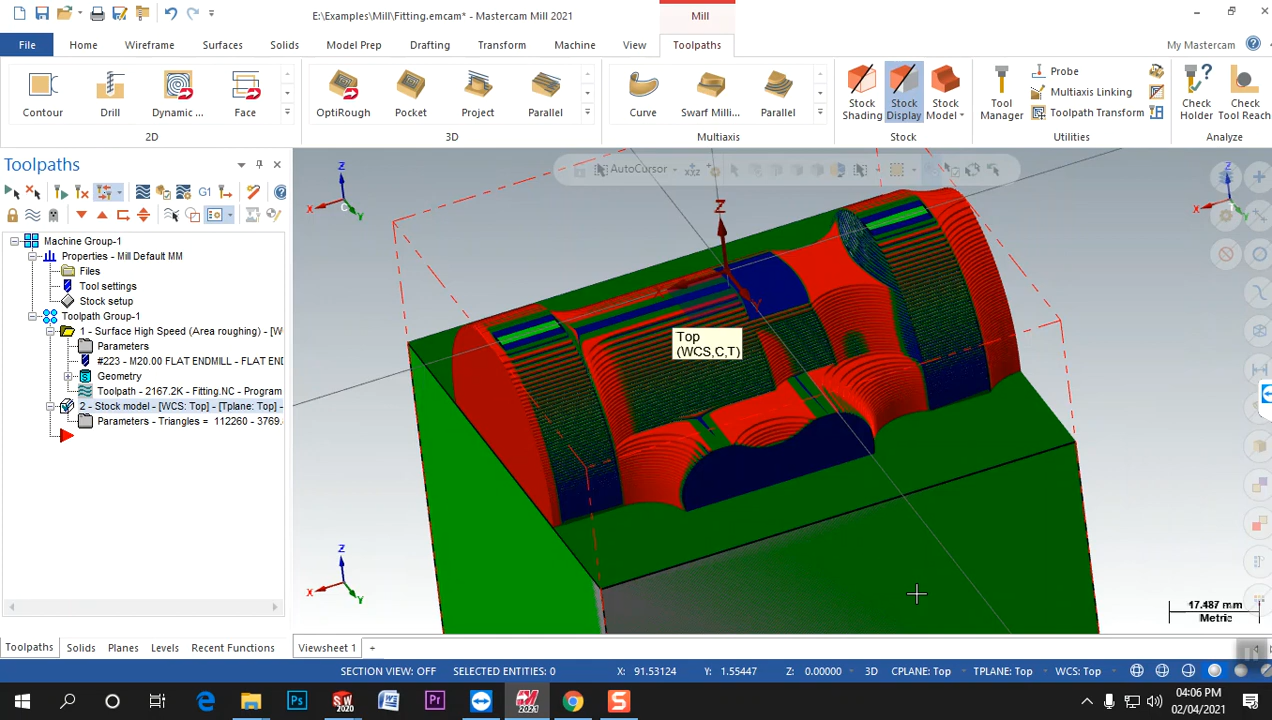 E:\Examples\Mill\Fitting.emcam* - Mastercam Mill 2021
Mill
File Home Wireframe Surfaces Solids Model Prep Drafting Transform Machine View Toolpaths My Mastercam
Contour Drill Dynamic ... Face
2D
OptiRough Pocket Project Parallel
3D
Curve Swarf Milli... Parallel
Multiaxis
Stock Shading
Stock Display
Stock Model
Stock
Tool Manager
Probe
Multiaxis Linking
Toolpath Transform
Utilities
Check Holder
Check Tool Reach
Analyze
Toolpaths
G1
AutoCursor
Machine Group-1
Properties - Mill Default MM
Files
Tool settings
Stock setup
Toolpath Group-1
1 - Surface High Speed (Area roughing) - [W
Parameters
#223 - M20.00 FLAT ENDMILL - FLAT END
Geometry
Toolpath - 2167.2K - Fitting.NC - Program
2 - Stock model - [WCS: Top] - [Tplane: Top] -
Parameters - Triangles = 112260 - 3769.
Z
X
Y
C
Z
Top
(WCS,C,T)
Z
X
Y
Z
X
Y
17.487 mm
Metric
Toolpaths Solids Planes Levels Recent Functions
Viewsheet 1 +
SECTION VIEW: OFF SELECTED ENTITIES: 0 X: 91.53124 Y: 1.55447 Z: 0.00000 3D CPLANE: Top TPLANE: Top WCS: Top
Ps
SW
2020
W
Pr
2021
S
04:06 PM
02/04/2021